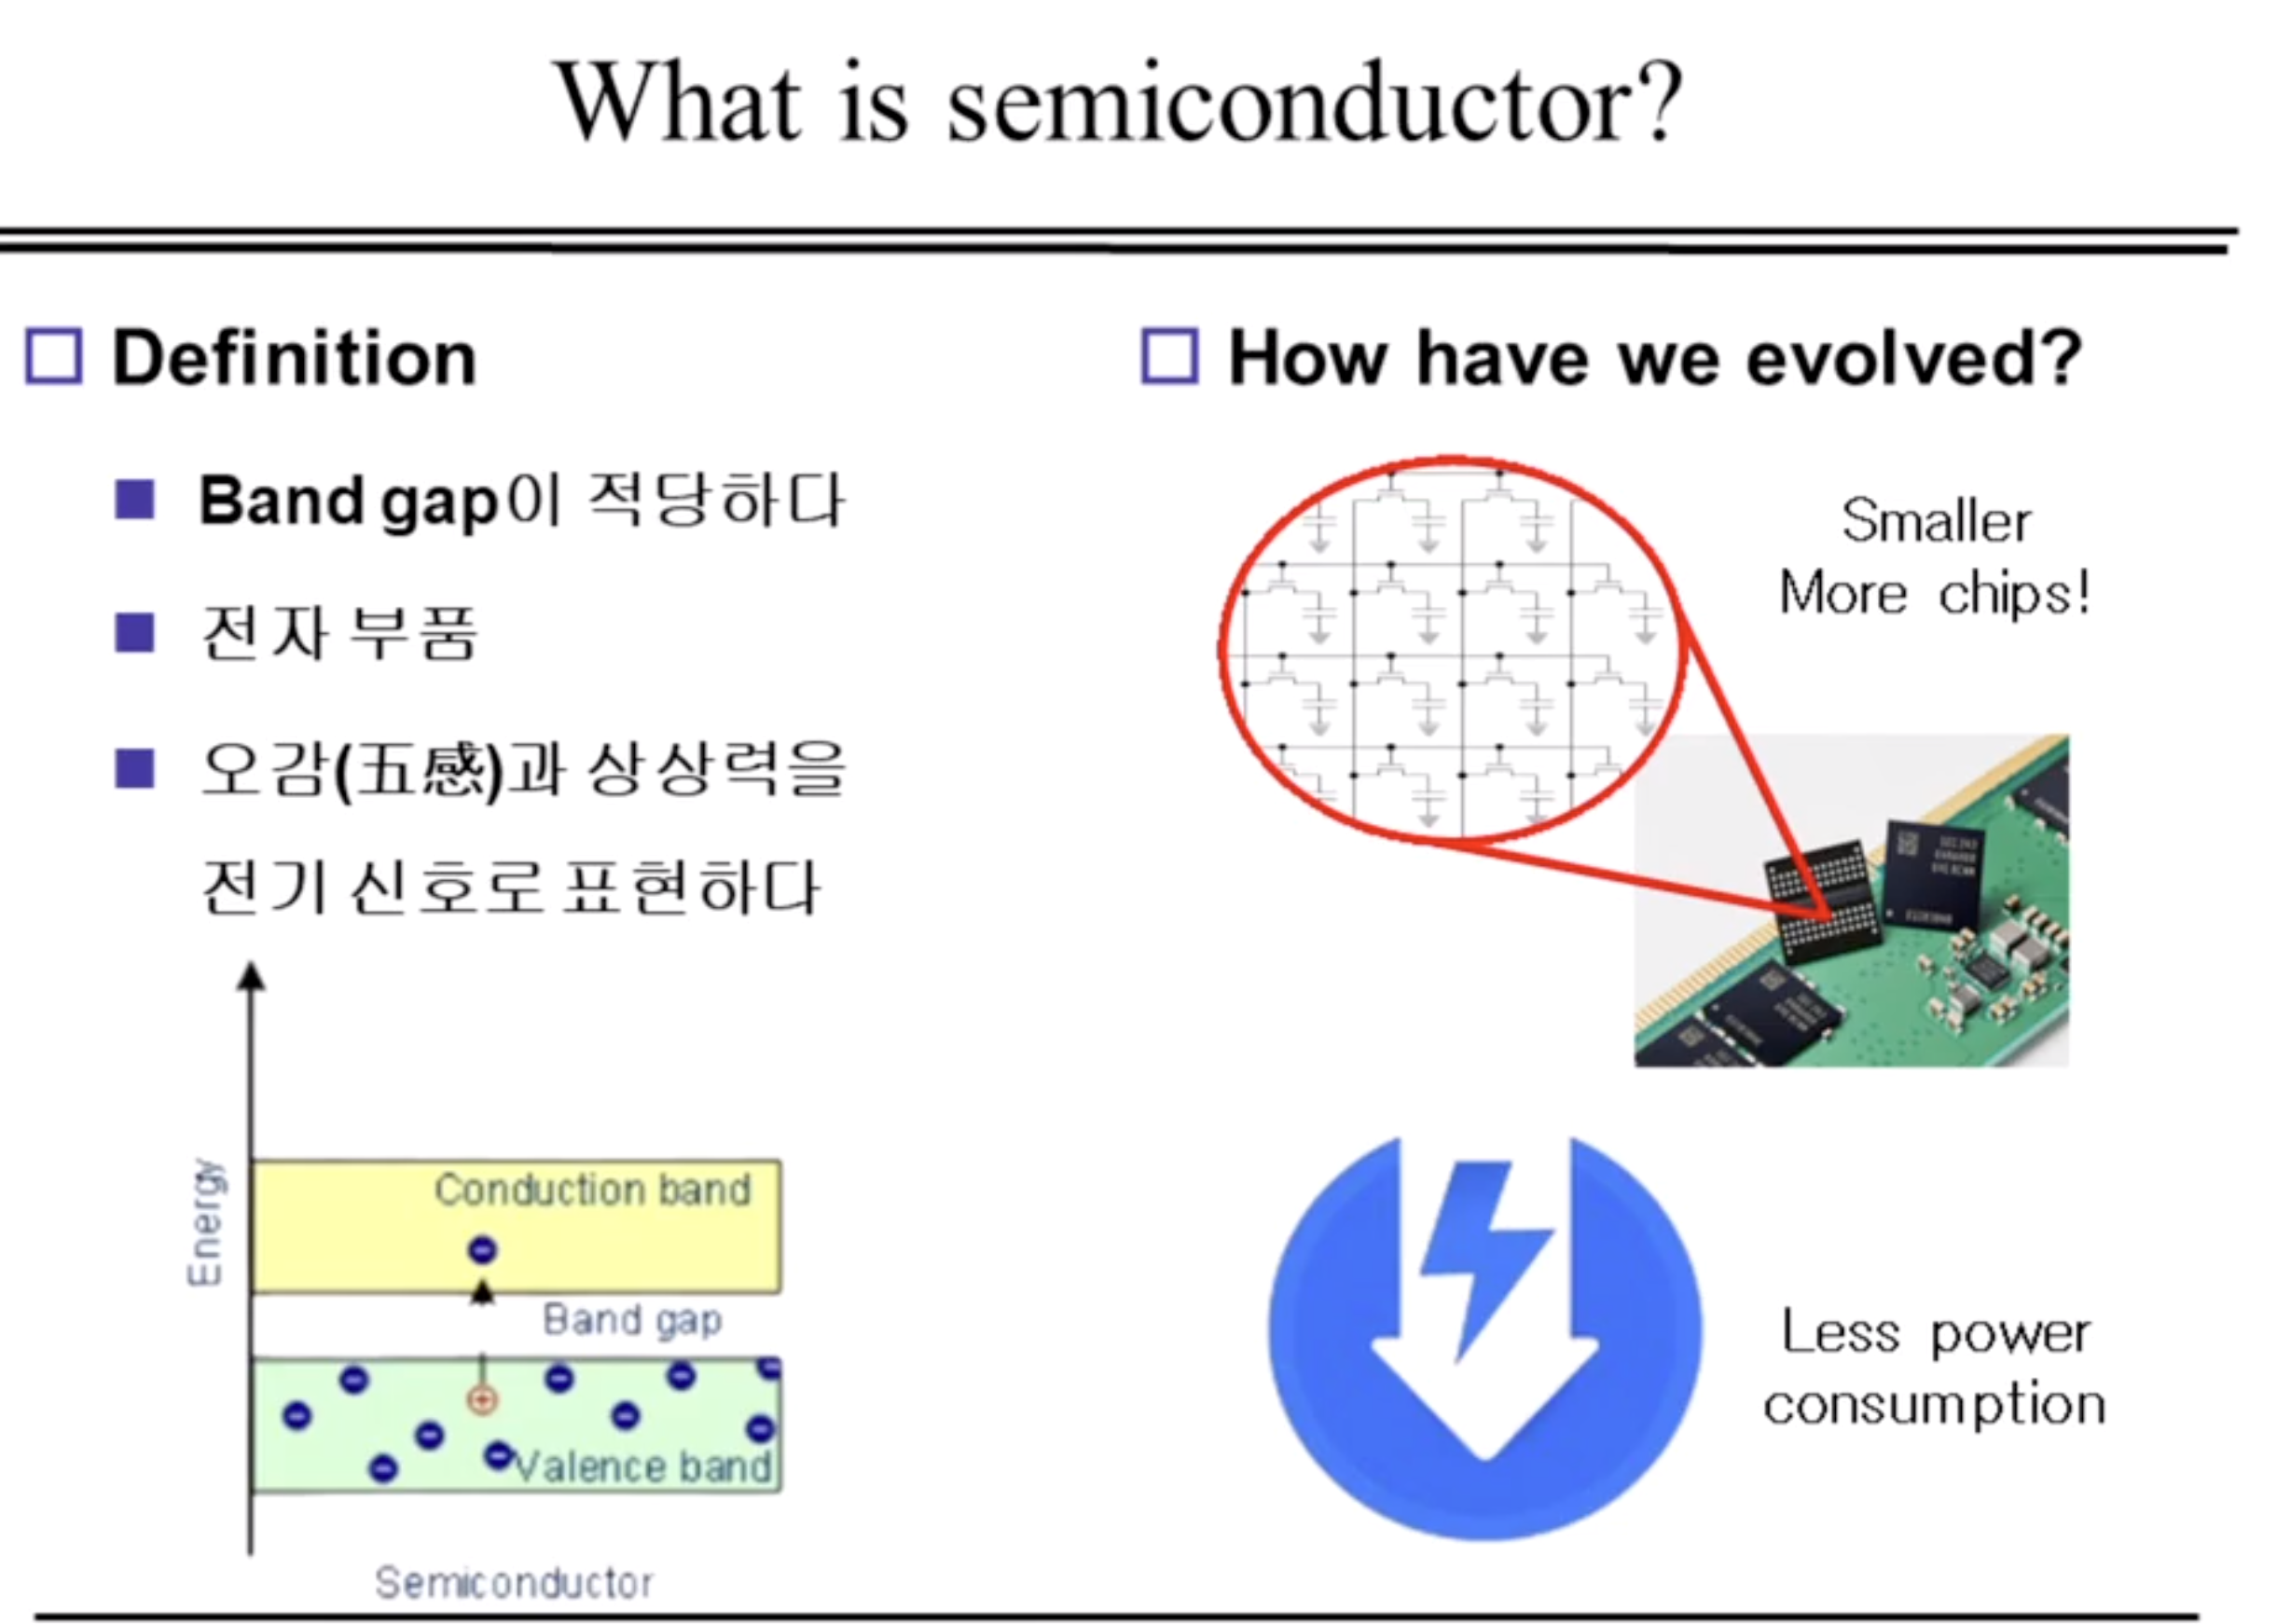 What is semiconductor?
Definition
Band gap이 적당하다
전자 부품
오감(五感)과 상상력을
전기 신호로 표현하다
Energy
Conduction band
Band gap
Valence band
Semiconductor
How have we evolved?
Smaller
More chips!
Less power
consumption